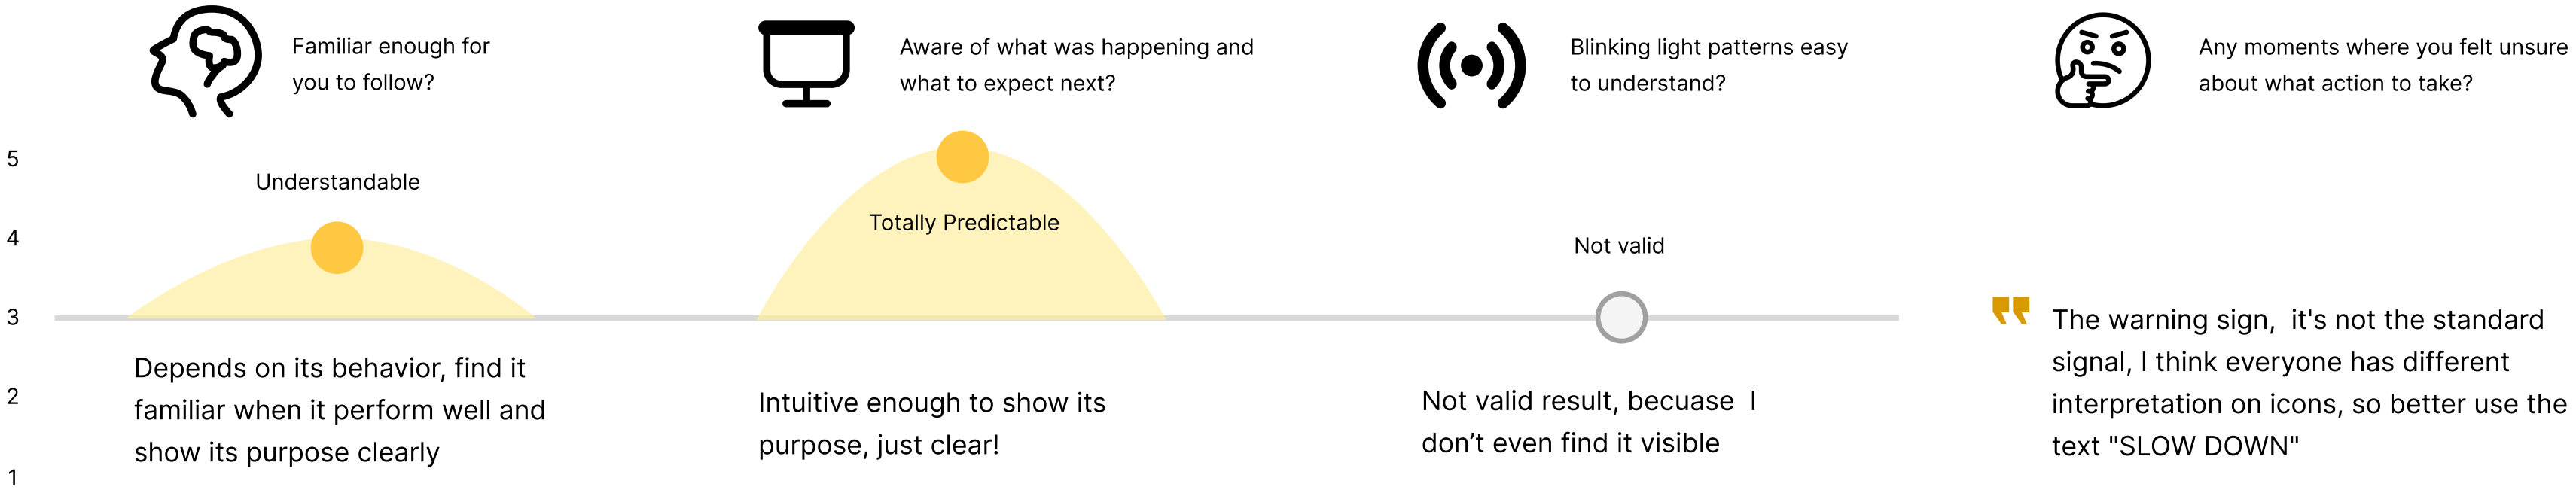 Familiar enough for
you to follow?
Aware of what was happening and
what to expect next?
Blinking light patterns easy
to understand?
Any moments where you felt unsure
about what action to take?
5
4
3
2
1
Understandable
Totally Predictable
Not valid
Depends on its behavior, find it
familiar when it perform well and
show its purpose clearly
Intuitive enough to show its
purpose, just clear!
Not valid result, becuase I
don’t even find it visible
The warning sign, it's not the standard
signal, I think everyone has different
interpretation on icons, so better use the
text "SLOW DOWN"